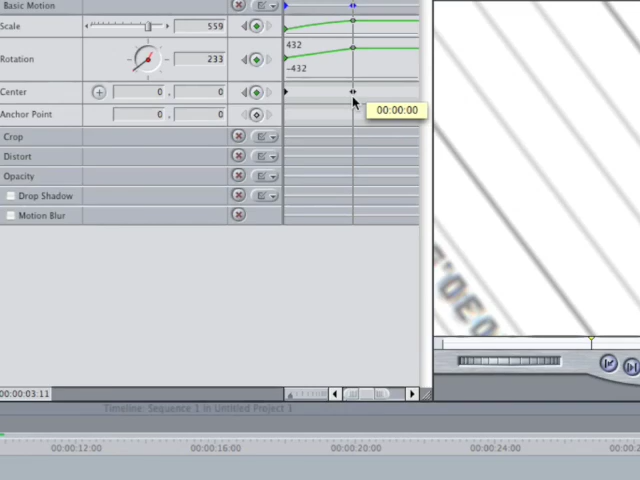 Basic Motion
Scale 559
432
Rotation 233
-432
Center 0 , 0
00:00:00
Anchor Point 0 , 0
Crop
Distort
Opacity
Drop Shadow
Motion Blur
00:00:03:11
Timeline: Sequence 1 in Untitled Project 1
00:00:12:00 00:00:16:00 00:00:20:00 00:00:24:00